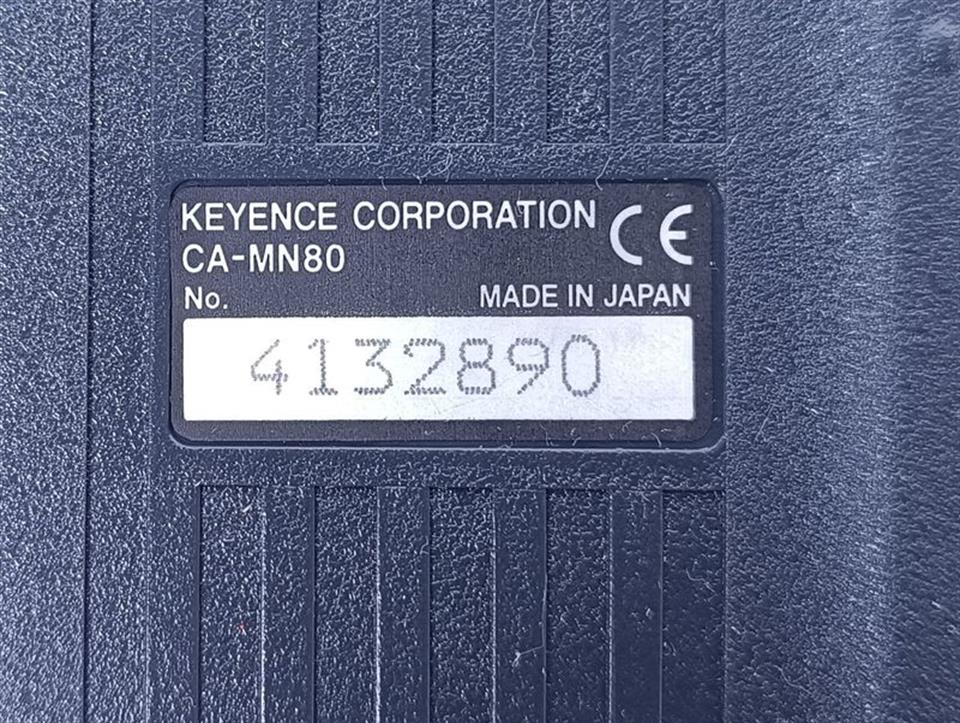 KEYENCE CORPORATION CE
CA-MN80
No. MADE IN JAPAN
4132890